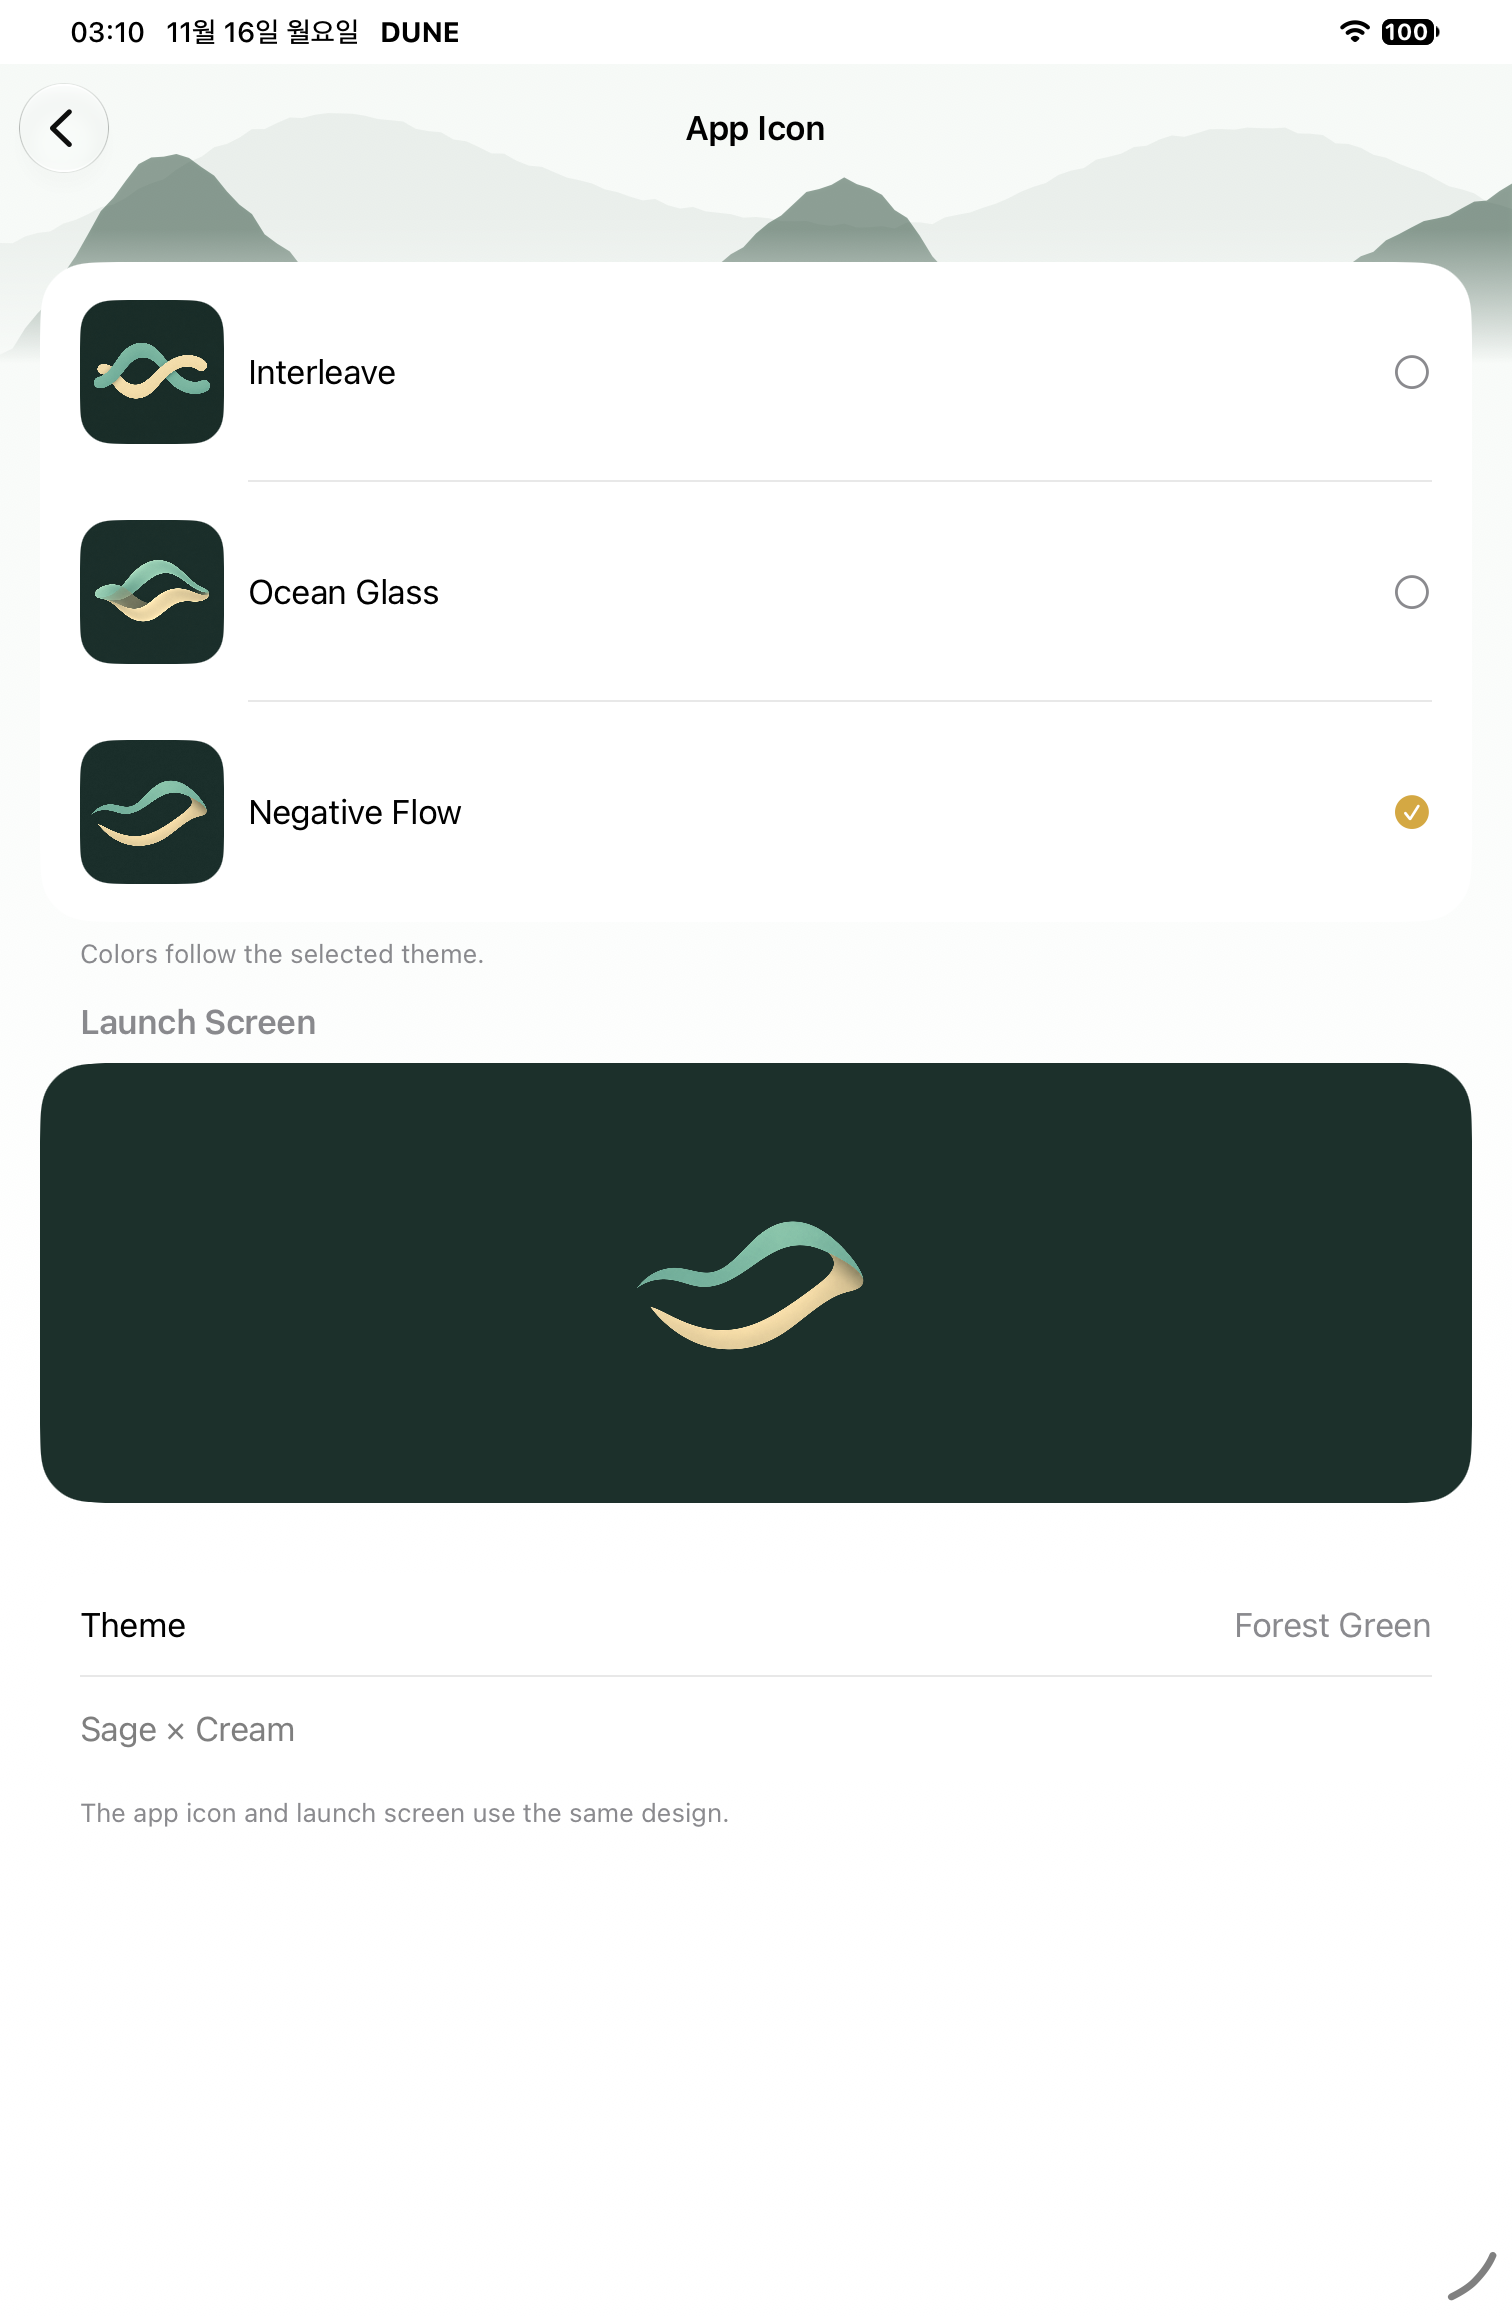 03:10 11월 16일 월요일 DUNE
100
App Icon
Interleave
Ocean Glass
Negative Flow
Colors follow the selected theme.
Launch Screen
Theme
Forest Green
Sage × Cream
The app icon and launch screen use the same design.